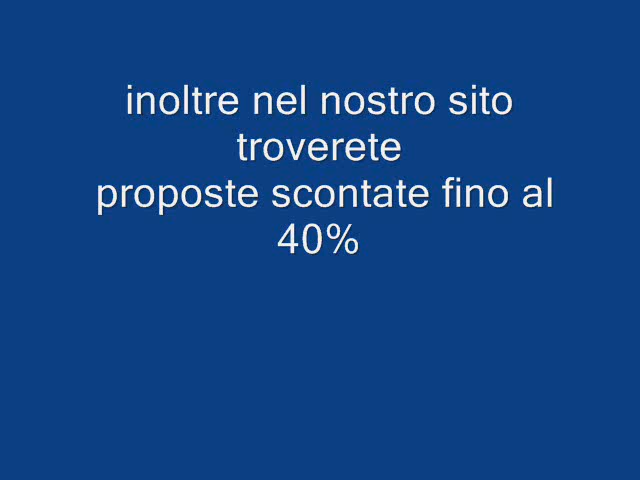 inoltre nel nostro sito
troverete
proposte scontate fino al
40%